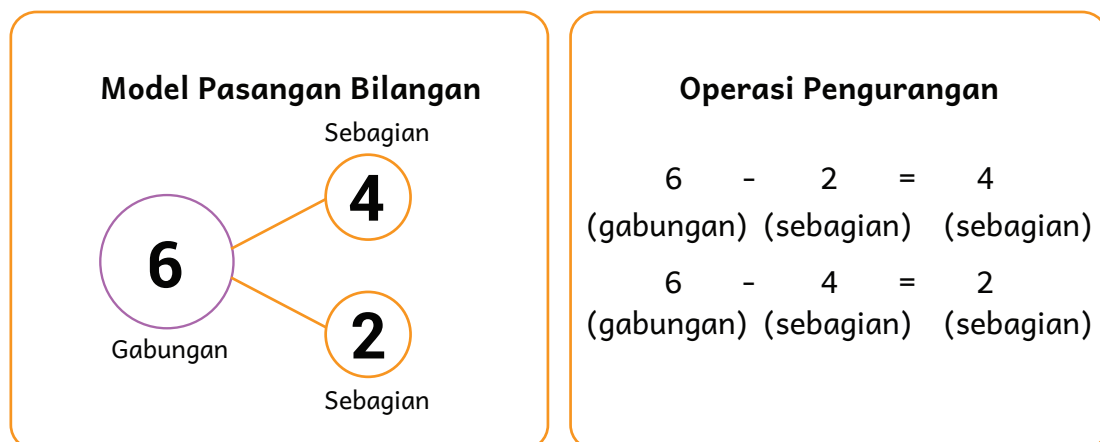 Model Pasangan Bilangan
Sebagian
4
6
Gabungan
2
Sebagian
Operasi Pengurangan
6 - 2 = 4
(gabungan) (sebagian) (sebagian)
6 - 4 = 2
(gabungan) (sebagian) (sebagian)